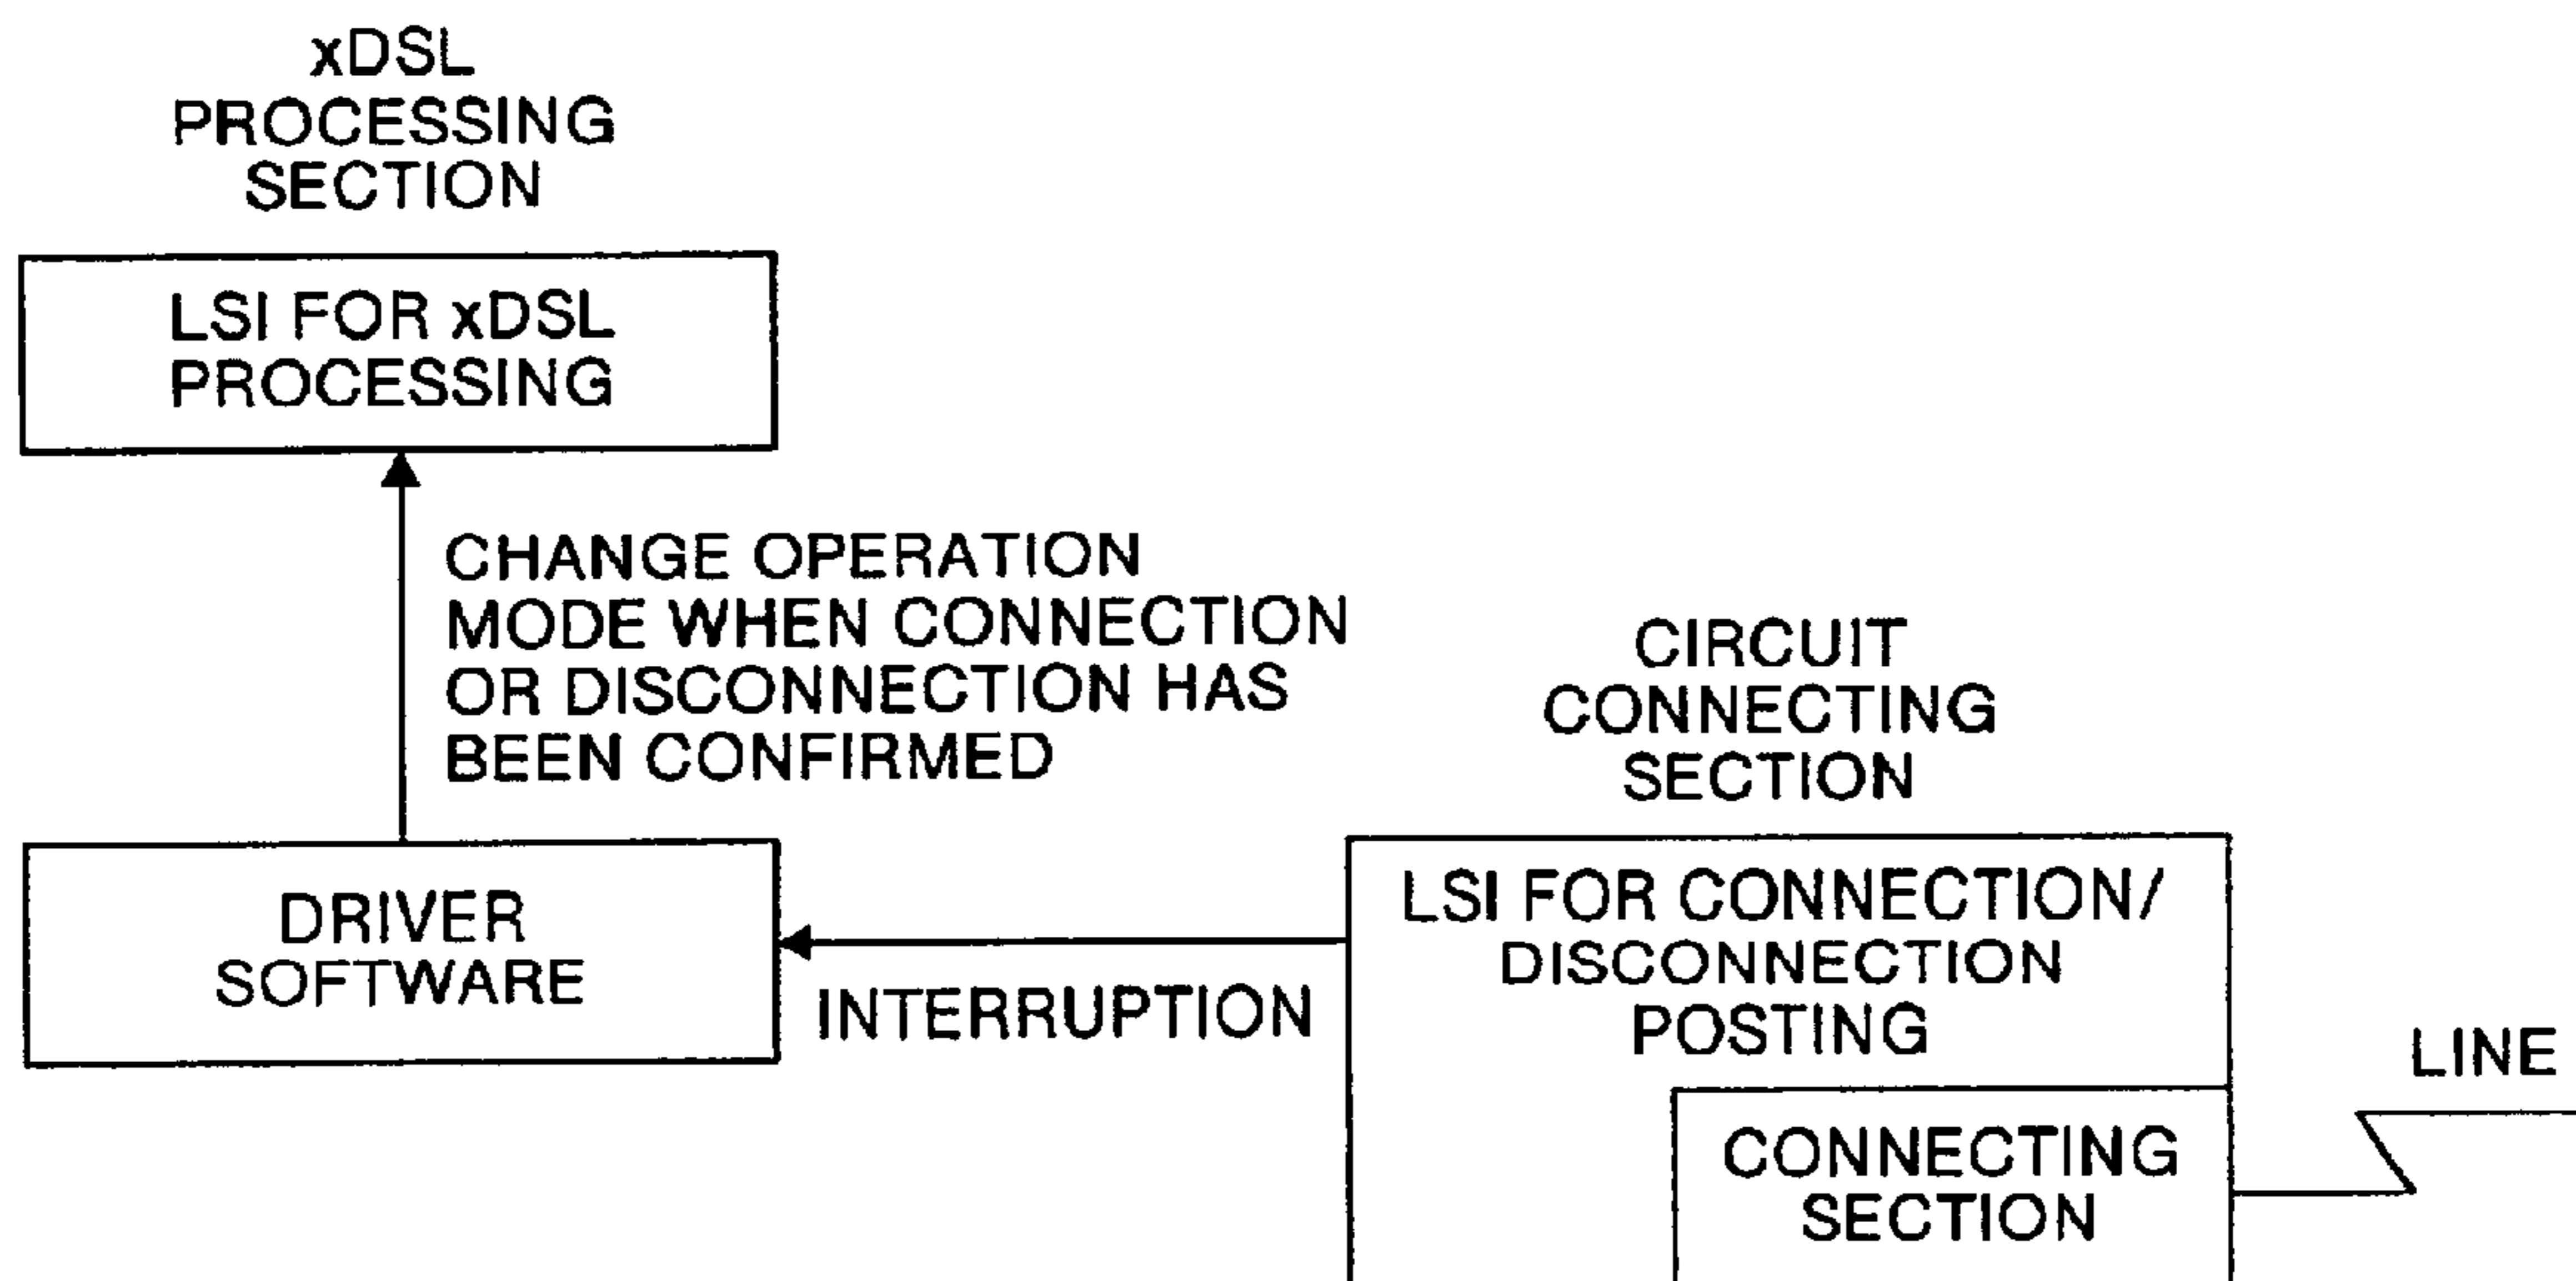 xDSL
PROCESSING
SECTION
LSI FOR xDSL
PROCESSING
CHANGE OPERATION
MODE WHEN CONNECTION
OR DISCONNECTION HAS
BEEN CONFIRMED
CIRCUIT
CONNECTING
SECTION
DRIVER
SOFTWARE
INTERRUPTION
LSI FOR CONNECTION/
DISCONNECTION
POSTING
LINE
CONNECTING
SECTION